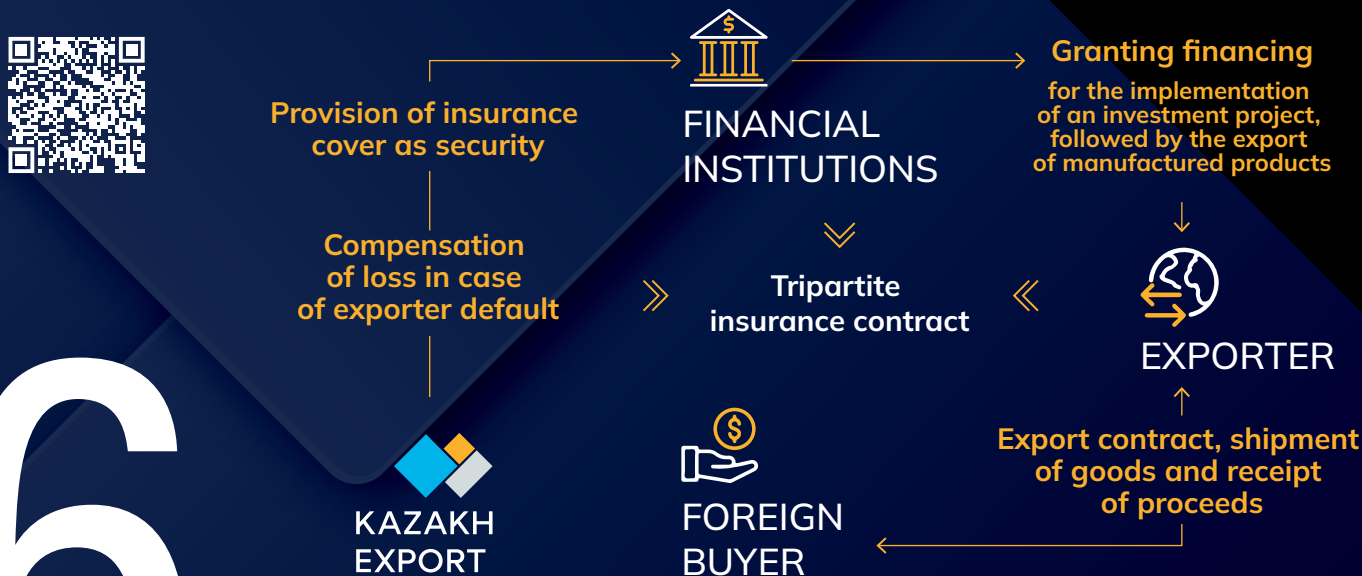 Provision of insurance
cover as security
Compensation
of loss in case
of exporter default
KAZAKH
EXPORT
$
FINANCIAL
INSTITUTIONS
Tripartite
insurance contract
$
FOREIGN
BUYER
Granting financing
for the implementation
of an investment project,
followed by the export
of manufactured products
EXPORTER
Export contract, shipment
of goods and receipt
of proceeds
6